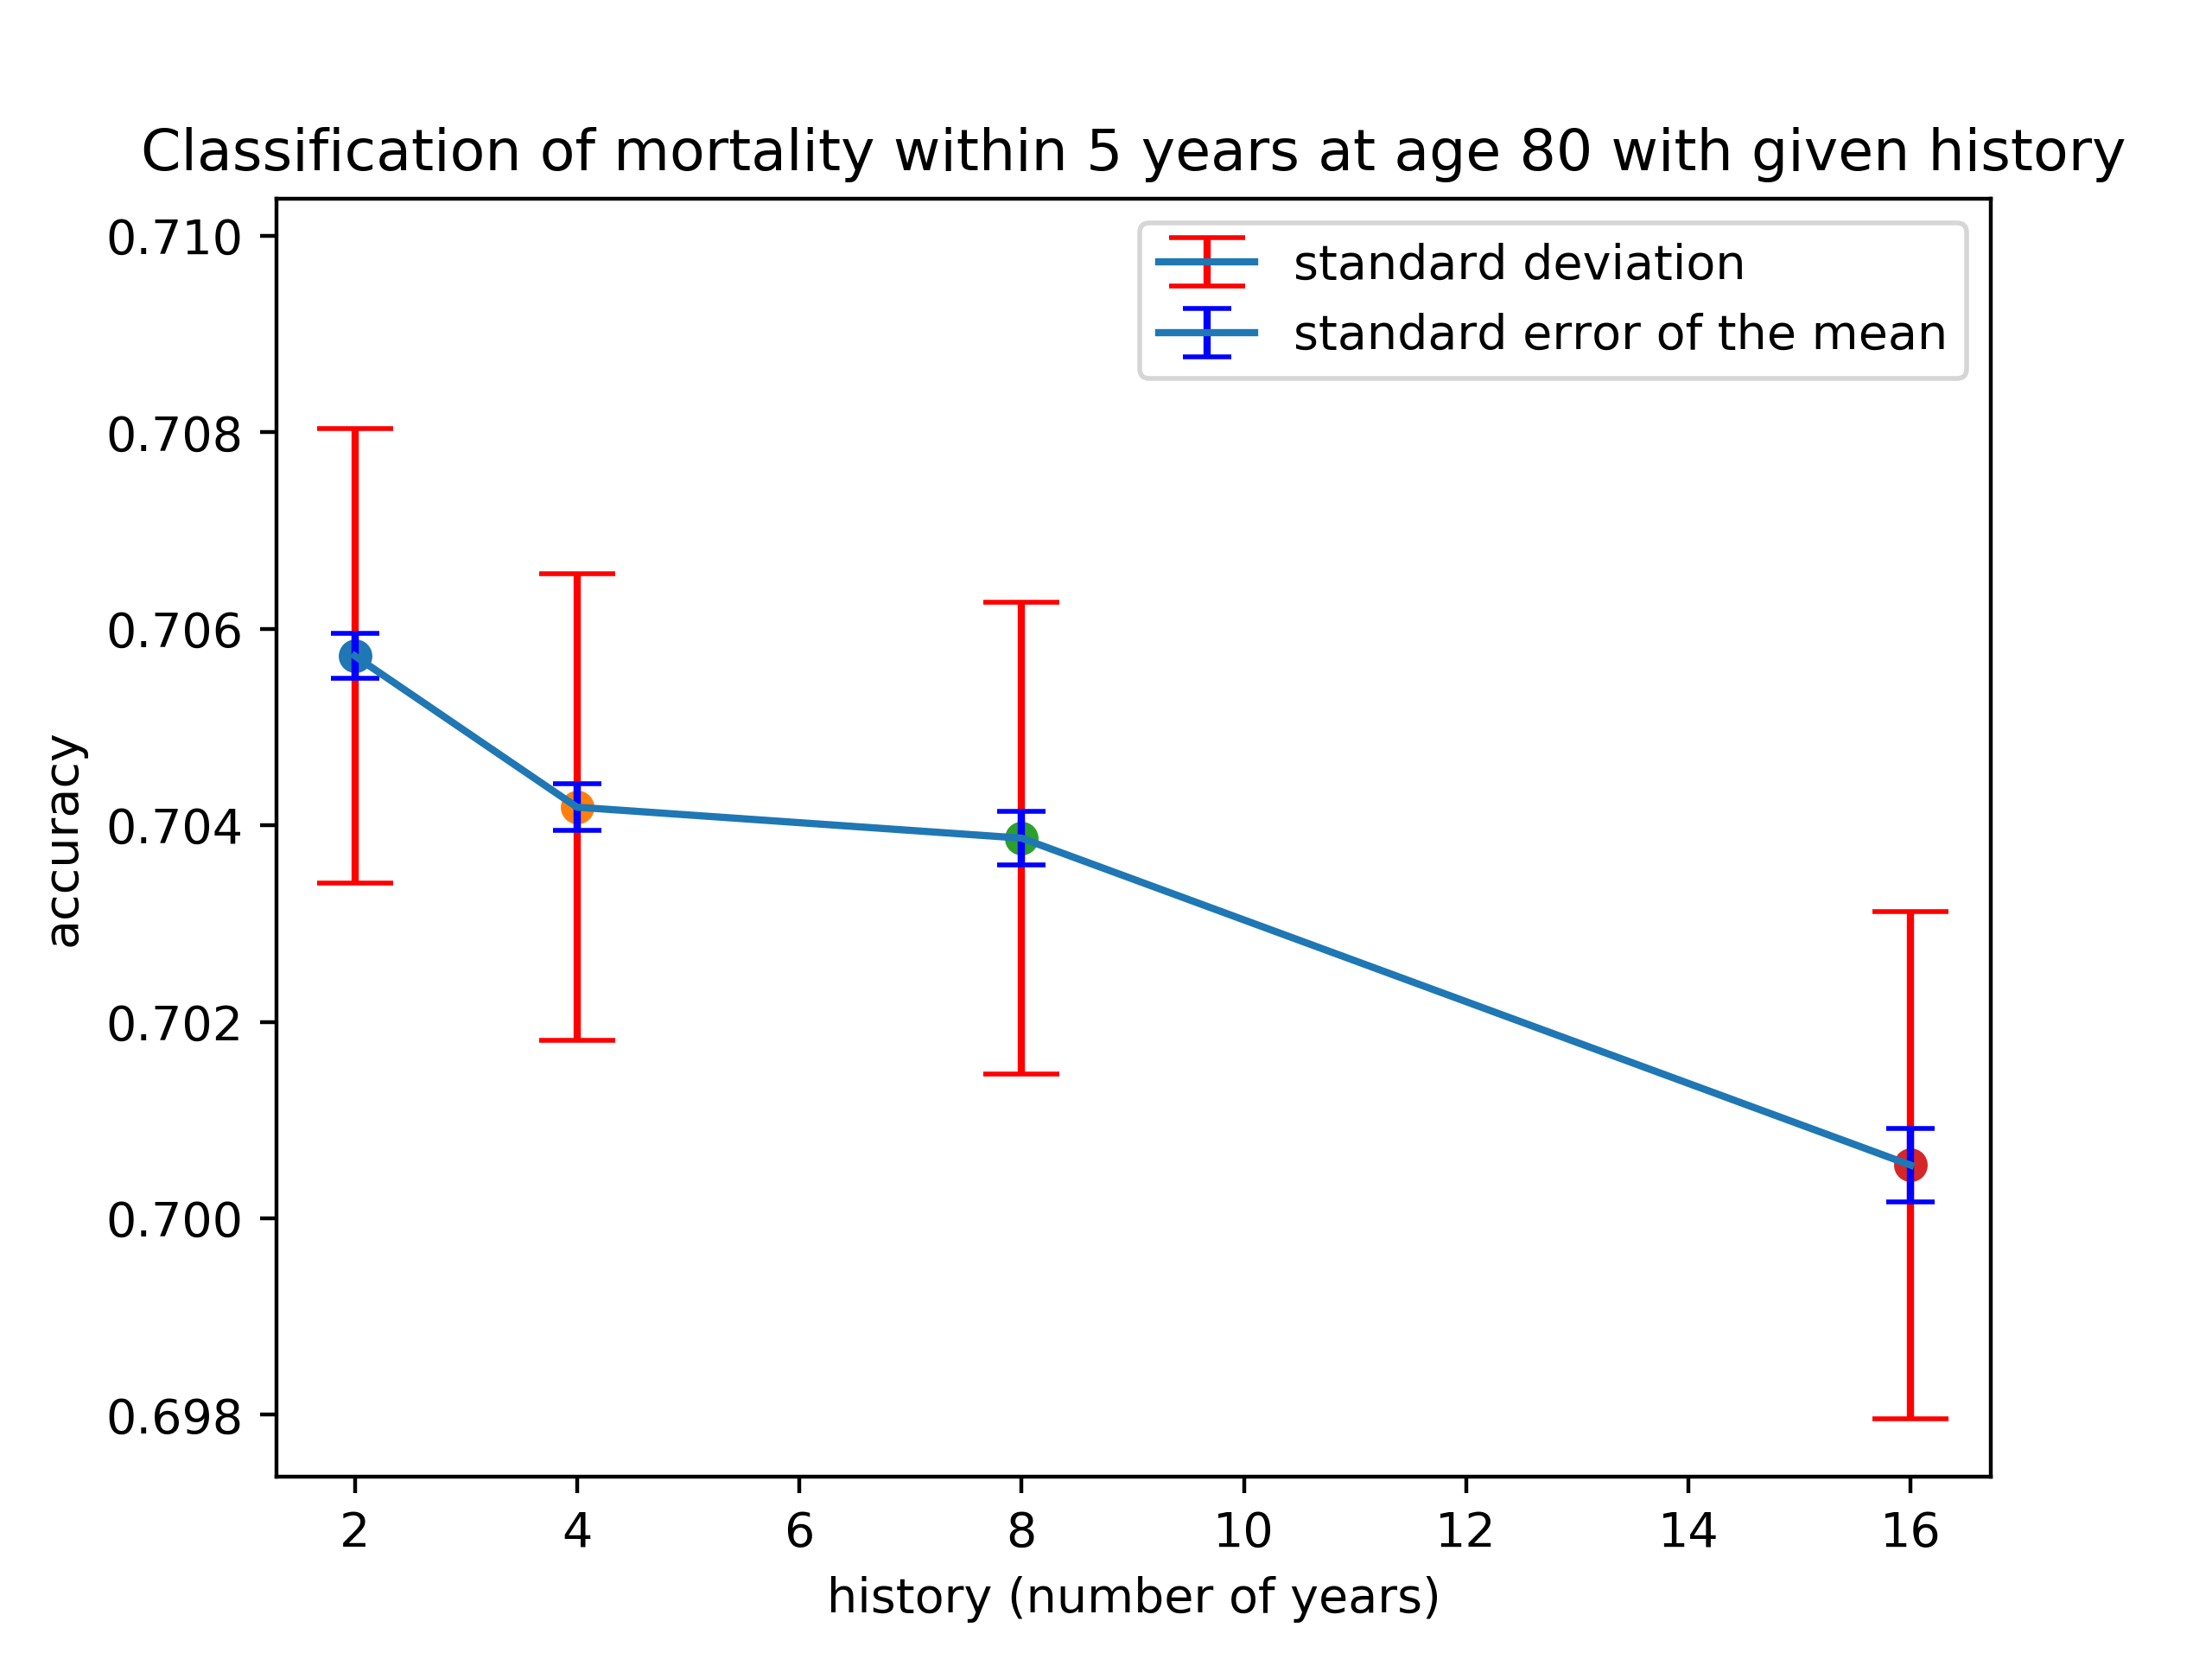 Classification of mortality within 5 years at age 80 with given history
0.710
0.708
0.706
0.704
0.702
0.700
0.698
accuracy
standard deviation
standard error of the mean
2 4 6 8 10 12 14 16
history (number of years)